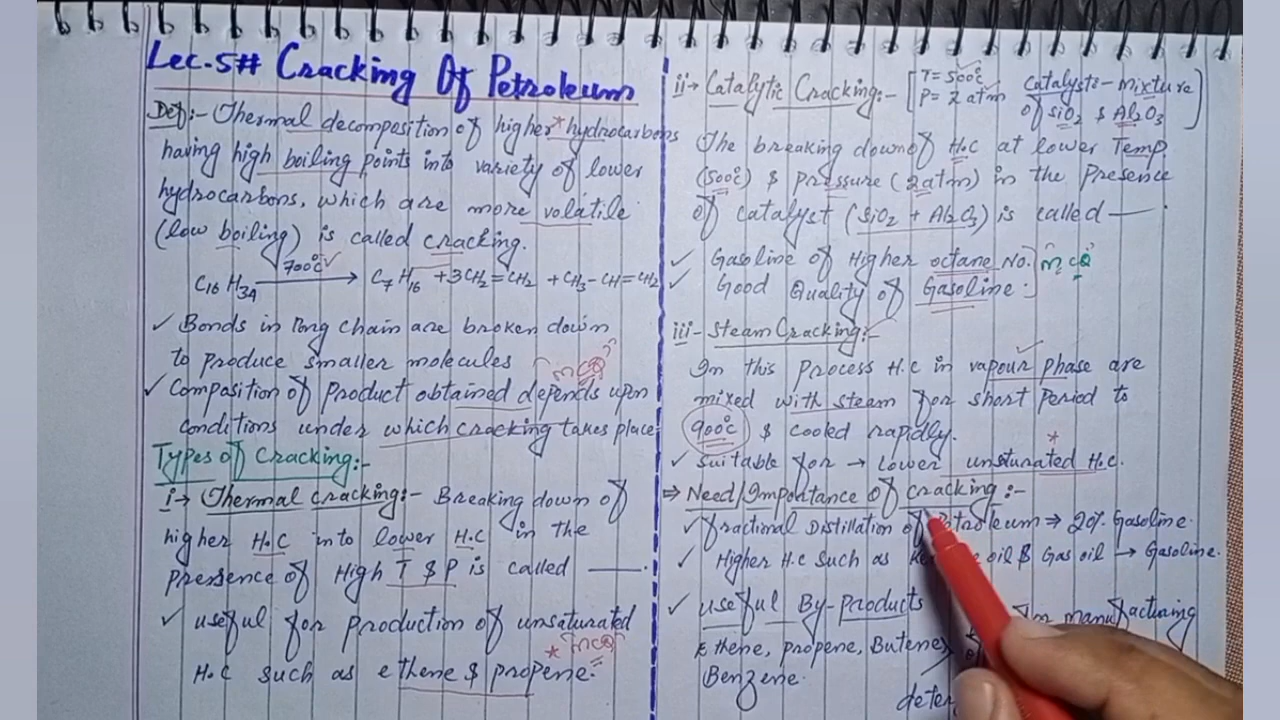 Lec.5# Cracking Of Petroleum
Def:- Thermal decomposition of higher * hydrocarbons
having high boiling points into variety of lower
hydrocarbons, which are more volatile
(low boiling) is called cracking.
C16 H34 700°C → C7 H16 + 3CH2=CH2 + CH3-CH=CH2
✓ Bonds in long chain are broken down
to produce smaller molecules
MCQ
✓ Composition of product obtained depends upon
conditions under which cracking takes place
Types of Cracking:-
i → Thermal cracking:- Breaking down of
higher H.C into lower H.C in the
pressence of High T & P is called ——.
✓ useful for production of unsaturated
H.C such as ethene & propene.
* MCQ
ii → Catalytic Cracking:- [T = 500°C Catalysts- mixture
P = 2 atm of SiO2 & Al2O3]
The breaking down of H.C at lower Temp
(500°C) & pressure (2atm) in the Presence
of catalyst (SiO2 + Al2O3) is called ——.
✓ Gasoline of Higher octane No. MCQ
✓ Good Quality of Gasoline.
iii- Steam Cracking:-
In this process H.C in vapour phase are
mixed with steam for short Period to
900°C & cooked rapidly.
*
✓ Suitable for → Lower unsturated H.C.
⇒ Need/Importance Of cracking:-
✓ fractional Distillation of Petroleum ⇒ 20% Gasoline.
✓ Higher H.C such as oil & Gas oil → Gasoline.
✓ useful By-Products for manufactuaing
Ethene, propene, Butene,
Benzene.
deter